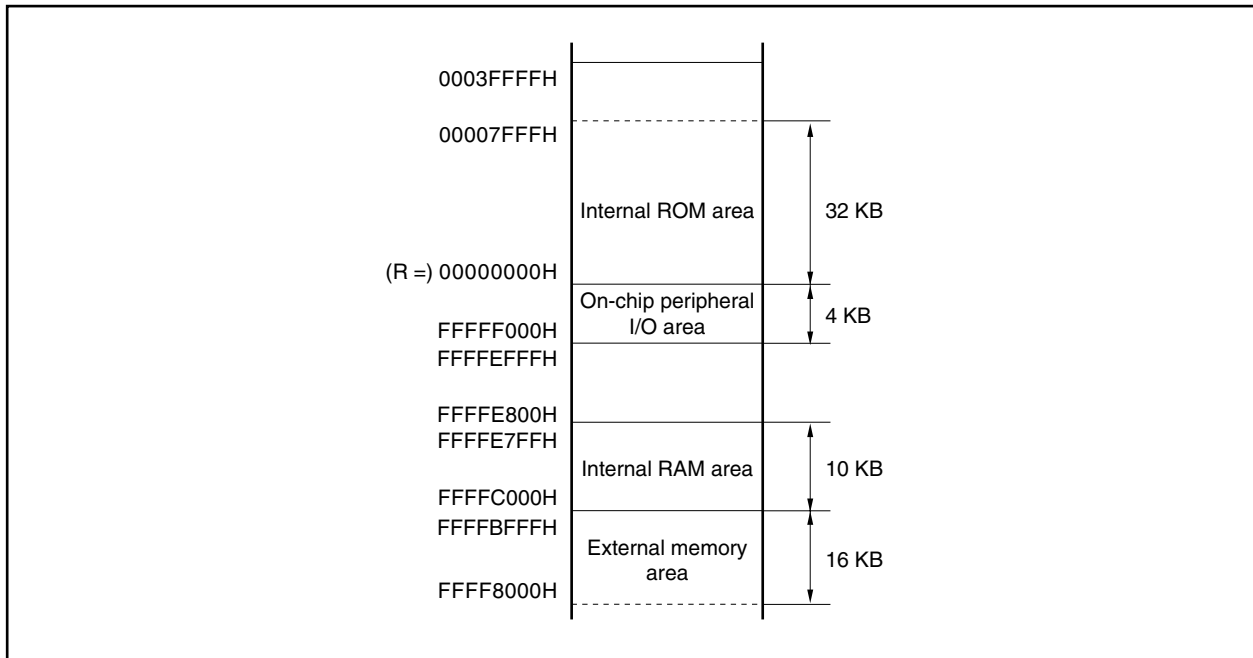 0003FFFFH
00007FFFH
Internal ROM area
32 KB
(R =) 00000000H
On-chip peripheral
I/O area
4 KB
FFFFF000H
FFFFEFFFH
FFFFE800H
FFFFE7FFH
Internal RAM area
10 KB
FFFFC000H
FFFFBFFFH
External memory
area
16 KB
FFFF8000H